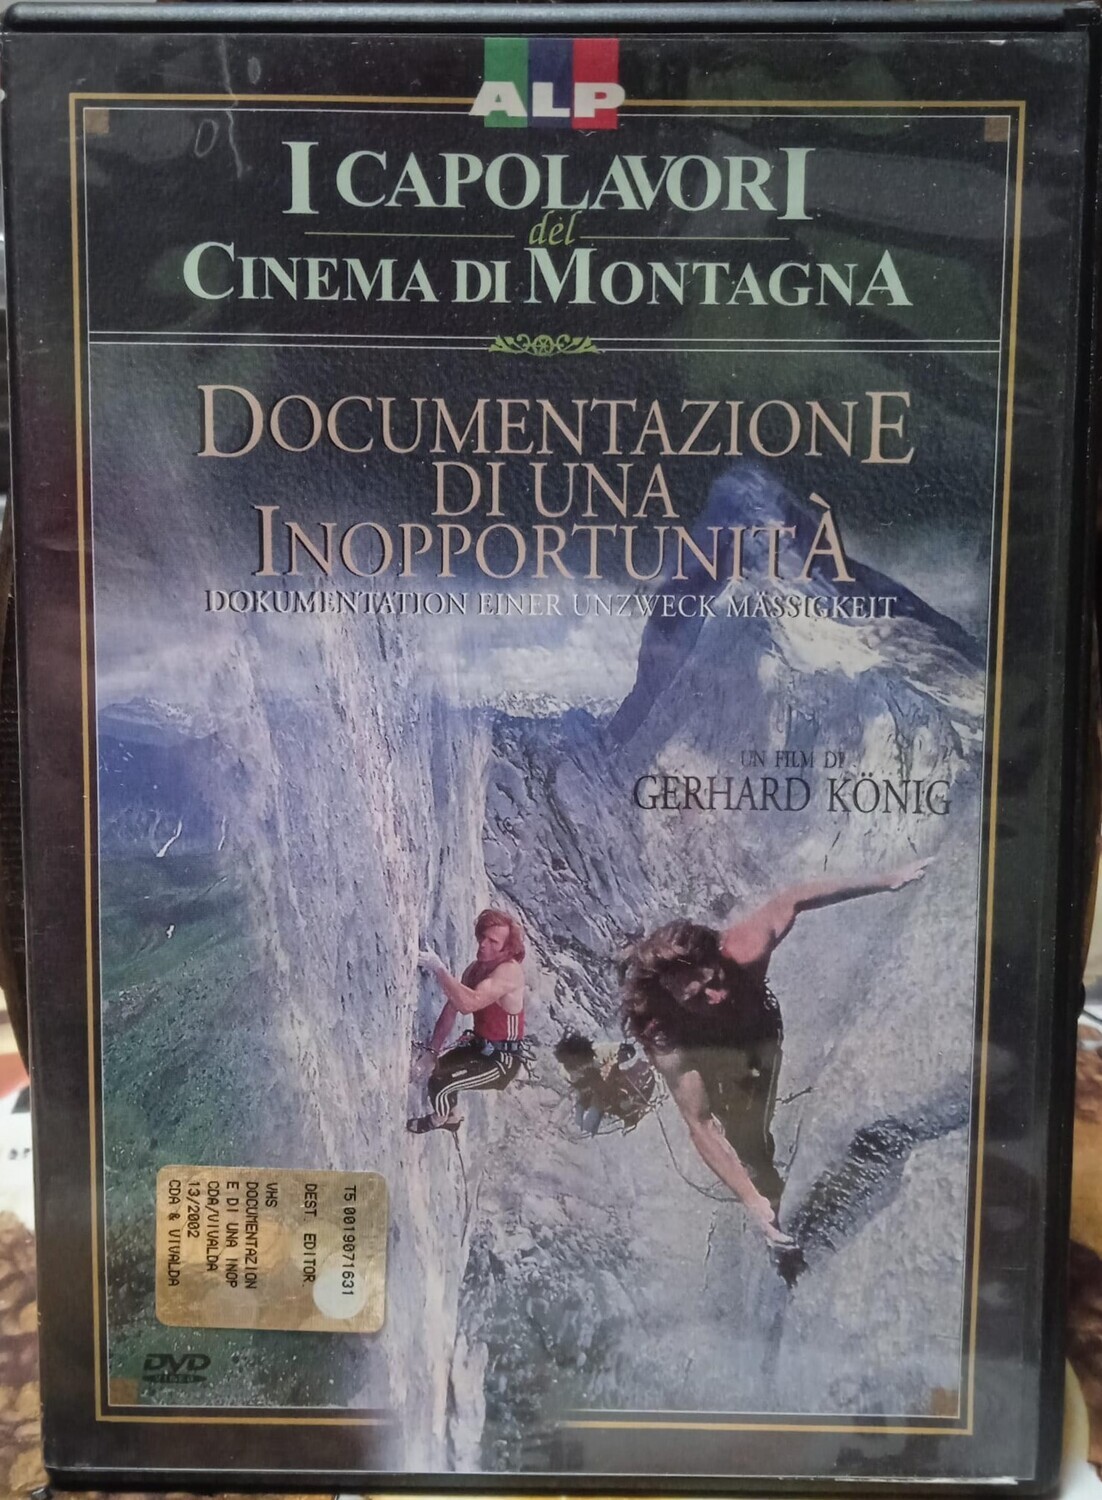 ALP
I CAPOLAVORI
del
CINEMA DI MONTAGNA
DOCUMENTAZIONE
DI UNA
INOPPORTUNITÀ
DOKUMENTATION EINER UNZWECK MÄSSIGKEIT
UN FILM DI
GERHARD KÖNIG
T5 0019071631
DEST. EDITOR.
VHS
DOCUMENTAZION
E DI UNA INOP
CDA/VIVALDA
13/2002
CDA & VIVALDA
DVD
VIDEO